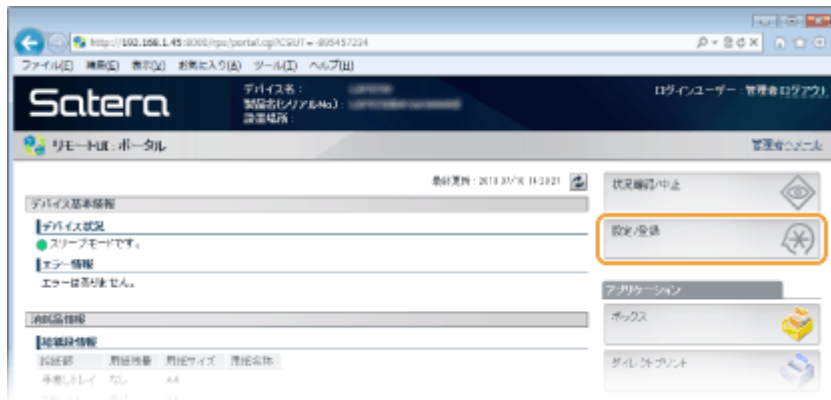 http://192.168.1.45:8000/rps/portal.cgi?CSUT=-895457224
ファイル(E) 編集(E) 表示(V) お気に入り(A) ツール(T) ヘルプ(H)
Satera
デバイス名:
製品名(シリアルNo.):
設置場所:
ログインユーザー: 管理者 ログアウト
リモートUI: ポータル
管理者へメール
最終更新:
デバイス基本情報
デバイス状況
スリープモードです。
エラー情報
エラーはありません。
消耗品情報
給紙段情報
給紙部 用紙残量 用紙サイズ 用紙名称
手差しトレイ なし A4
状況確認/中止
設定/登録
アプリケーション
ボックス
ダイレクトプリント